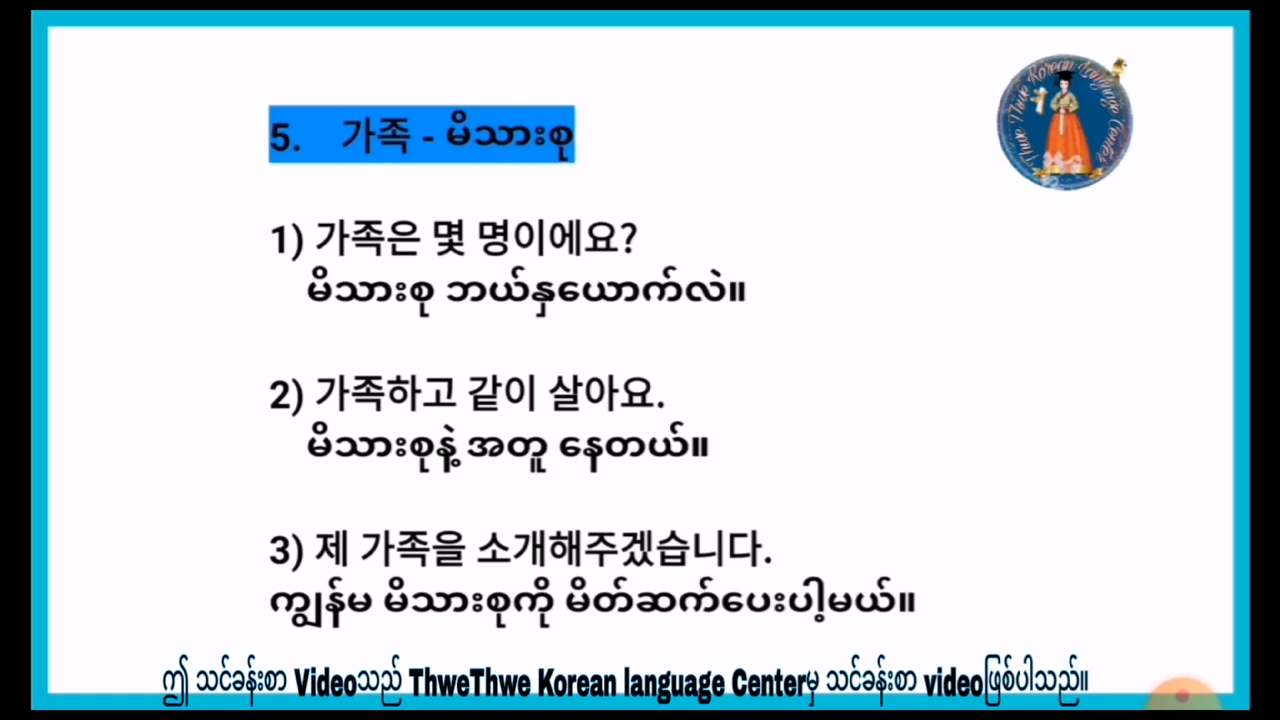 Thwe Thwe Korean Language Center
5. 가족 - မိသားစု
1) 가족은 몇 명이에요?
မိသားစု ဘယ်နှယောက်လဲ။
2) 가족하고 같이 살아요.
မိသားစုနဲ့ အတူ နေတယ်။
3) 제 가족을 소개해주겠습니다.
ကျွန်မ မိသားစုကို မိတ်ဆက်ပေးပါ့မယ်။
ဤ သင်ခန်းစာ Videoသည် ThweThwe Korean language Centerမှ သင်ခန်းစာ videoဖြစ်ပါသည်။